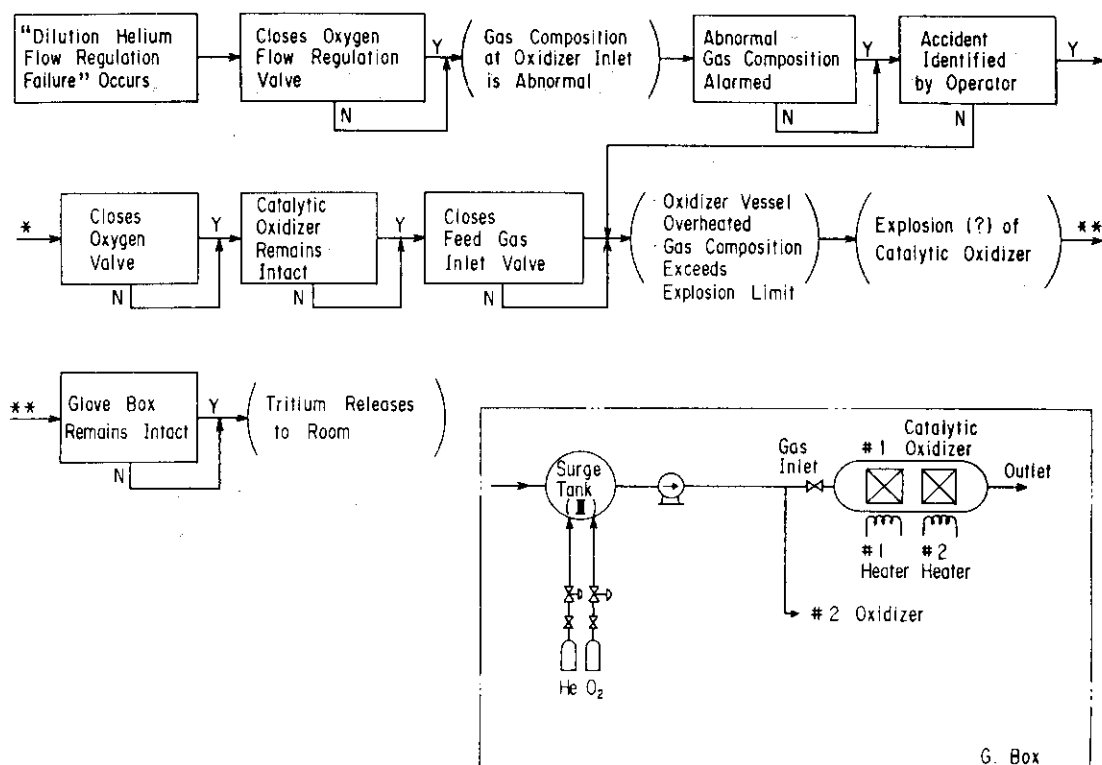 “Dilution Helium
Flow Regulation
Failure” Occurs
Closes Oxygen
Flow Regulation
Valve
Y
N
(Gas Composition
at Oxidizer Inlet
is Abnormal)
Abnormal
Gas Composition
Alarmed
Y
N
Accident
Identified
by Operator
Y
N
*
Closes
Oxygen
Valve
Y
N
Catalytic
Oxidizer
Remains
Intact
Y
N
Closes
Feed Gas
Inlet Valve
N
(· Oxidizer Vessel
Overheated
· Gas Composition
Exceeds
Explosion Limit)
(Explosion (?) of
Catalytic Oxidizer)
**
**
Glove Box
Remains Intact
Y
N
(Tritium Releases
to Room)
Surge
Tank
Gas
Inlet
Catalytic
#1 Oxidizer
Outlet
#1
Heater
#2
Heater
#2 Oxidizer
He O₂
G. Box